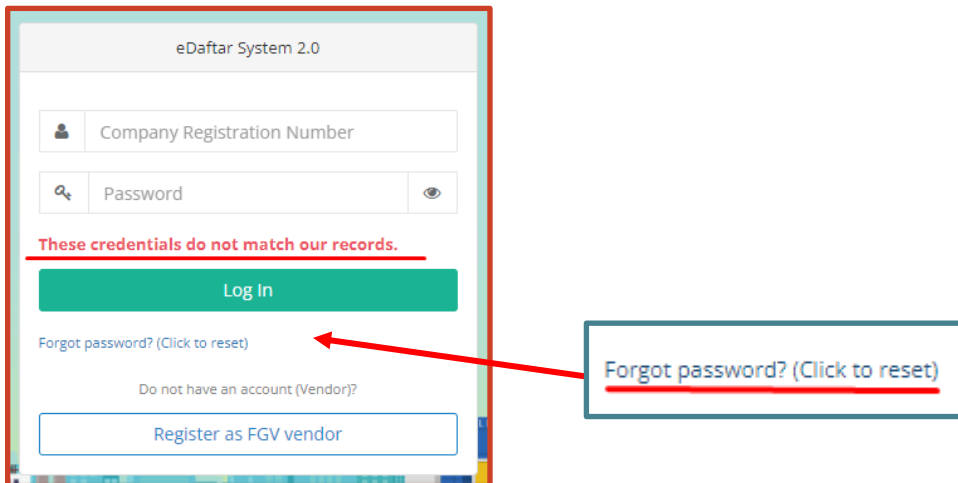 eDaftar System 2.0
Company Registration Number
Password
These credentials do not match our records.
Log In
Forgot password? (Click to reset)
Do not have an account (Vendor)?
Register as FGV vendor
Forgot password? (Click to reset)